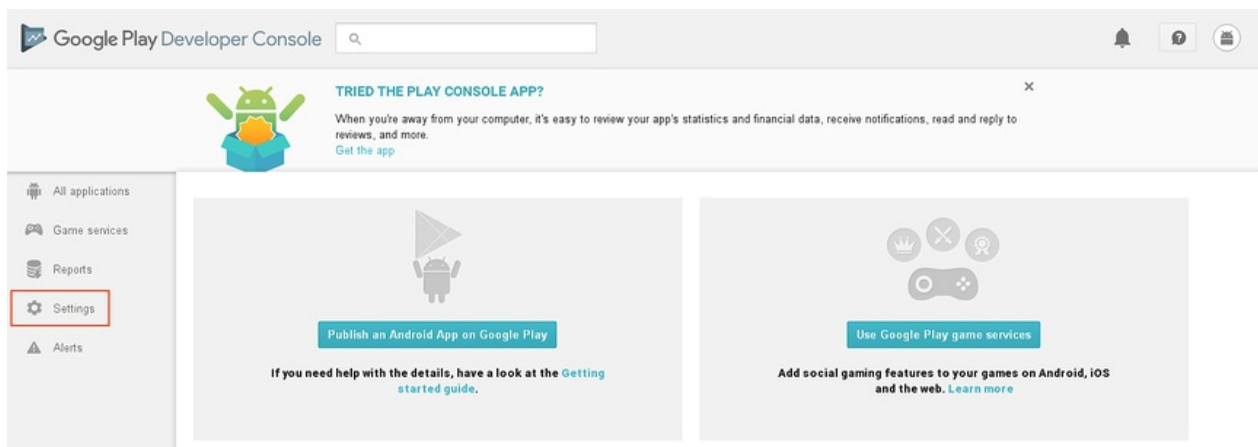 Google Play Developer Console
TRIED THE PLAY CONSOLE APP?
When you're away from your computer, it's easy to review your app's statistics and financial data, receive notifications, read and reply to
reviews, and more.
Get the app
All applications
Game services
Reports
Settings
Alerts
Publish an Android App on Google Play
If you need help with the details, have a look at the Getting
started guide.
Use Google Play game services
Add social gaming features to your games on Android, iOS
and the web. Learn more